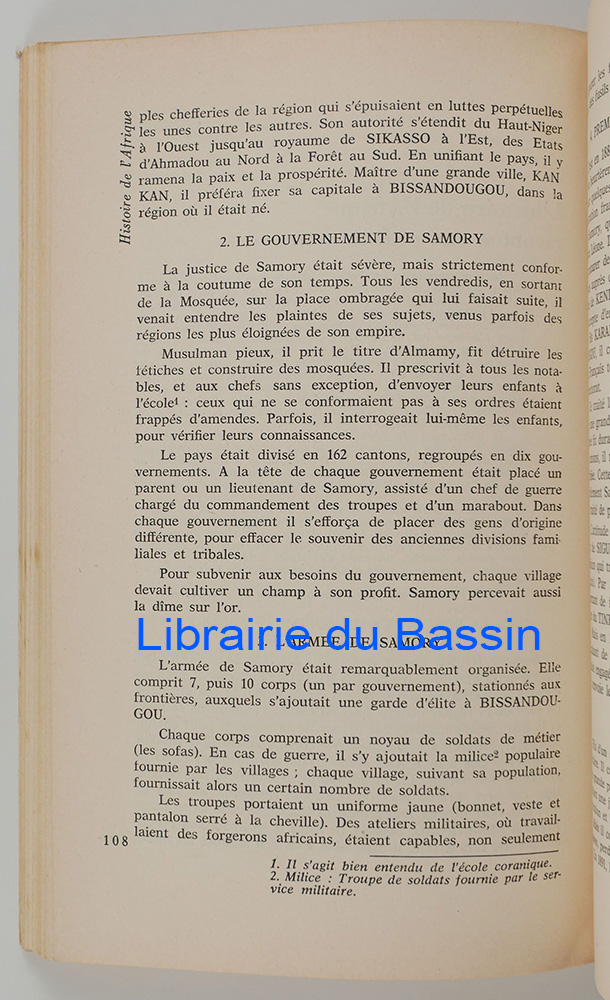 Histoire de l'Afrique
ples chefferies de la région qui s'épuisaient en luttes perpétuelles
les unes contre les autres. Son autorité s'étendit du Haut-Niger
à l'Ouest jusqu'au royaume de SIKASSO à l'Est, des Etats
d'Ahmadou au Nord à la Forêt au Sud. En unifiant le pays, il y
ramena la paix et la prospérité. Maître d'une grande ville, KAN
KAN, il préféra fixer sa capitale à BISSANDOUGOU, dans la
région où il était né.
2. LE GOUVERNEMENT DE SAMORY
La justice de Samory était sévère, mais strictement confor-
me à la coutume de son temps. Tous les vendredis, en sortant
de la Mosquée, sur la place ombragée qui lui faisait suite, il
venait entendre les plaintes de ses sujets, venus parfois des
régions les plus éloignées de son empire.
Musulman pieux, il prit le titre d'Almamy, fit détruire les
fétiches et construire des mosquées. Il prescrivit à tous les nota-
bles, et aux chefs sans exception, d'envoyer leurs enfants à
l'école¹ : ceux qui ne se conformaient pas à ses ordres étaient
frappés d'amendes. Parfois, il interrogeait lui-même les enfants,
pour vérifier leurs connaissances.
Le pays était divisé en 162 cantons, regroupés en dix gou-
vernements. A la tête de chaque gouvernement était placé un
parent ou un lieutenant de Samory, assisté d'un chef de guerre
chargé du commandement des troupes et d'un marabout. Dans
chaque gouvernement il s'efforça de placer des gens d'origine
différente, pour effacer le souvenir des anciennes divisions fami-
liales et tribales.
Pour subvenir aux besoins du gouvernement, chaque village
devait cultiver un champ à son profit. Samory percevait aussi
la dîme sur l'or.
Librairie du Bassin
L'ARMEE DE SAMORY
L'armée de Samory était remarquablement organisée. Elle
comprit 7, puis 10 corps (un par gouvernement), stationnés aux
frontières, auxquels s'ajoutait une garde d'élite à BISSANDOU-
GOU.
Chaque corps comprenait un noyau de soldats de métier
(les sofas). En cas de guerre, il s'y ajoutait la milice² populaire
fournie par les villages ; chaque village, suivant sa population,
fournissait alors un certain nombre de soldats.
Les troupes portaient un uniforme jaune (bonnet, veste et
pantalon serré à la cheville). Des ateliers militaires, où travail-
laient des forgerons africains, étaient capables, non seulement
108
1. Il s'agit bien entendu de l'école coranique.
2. Milice : Troupe de soldats fournie par le ser-
vice militaire.